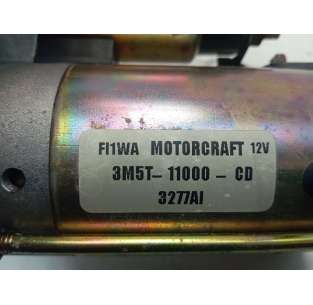 FI1WA MOTORCRAFT 12V
3M5T-11000-CD
3277AI